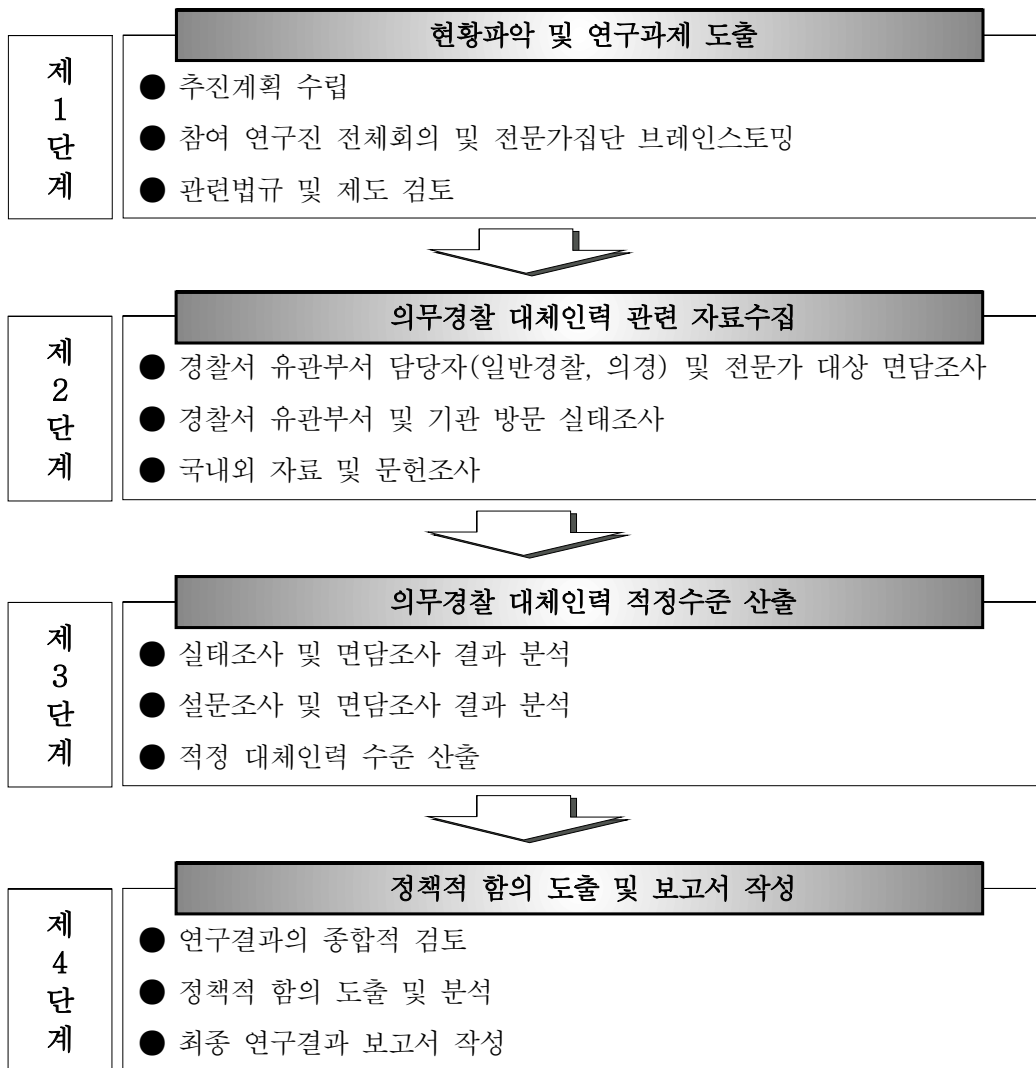 현황파악 및 연구과제 도출
제
1
단
계
● 추진계획 수립
● 참여 연구진 전체회의 및 전문가집단 브레인스토밍
● 관련법규 및 제도 검토
의무경찰 대체인력 관련 자료수집
제
2
단
계
● 경찰서 유관부서 담당자(일반경찰, 의경) 및 전문가 대상 면담조사
● 경찰서 유관부서 및 기관 방문 실태조사
● 국내외 자료 및 문헌조사
의무경찰 대체인력 적정수준 산출
제
3
단
계
● 실태조사 및 면담조사 결과 분석
● 설문조사 및 면담조사 결과 분석
● 적정 대체인력 수준 산출
정책적 함의 도출 및 보고서 작성
제
4
단
계
● 연구결과의 종합적 검토
● 정책적 함의 도출 및 분석
● 최종 연구결과 보고서 작성